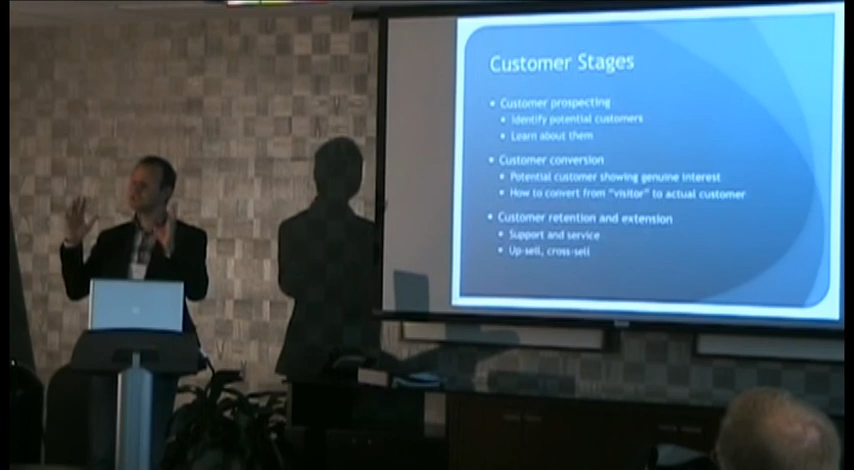 Customer Stages
• Customer prospecting
• Identify potential customers
• Learn about them
• Customer conversion
• Potential customer showing genuine interest
• How to convert from "visitor" to actual customer
• Customer retention and extension
• Support and service
• Up-sell, cross-sell